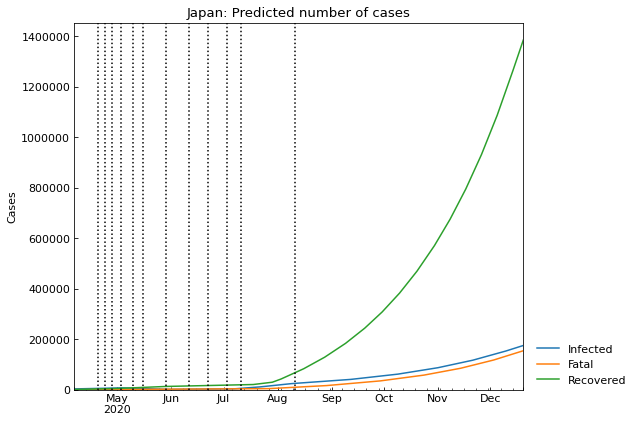 Japan: Predicted number of cases
1400000
1200000
1000000
800000
600000
400000
200000
0
Cases
May Jun Jul Aug Sep Oct Nov Dec
2020
Infected
Fatal
Recovered